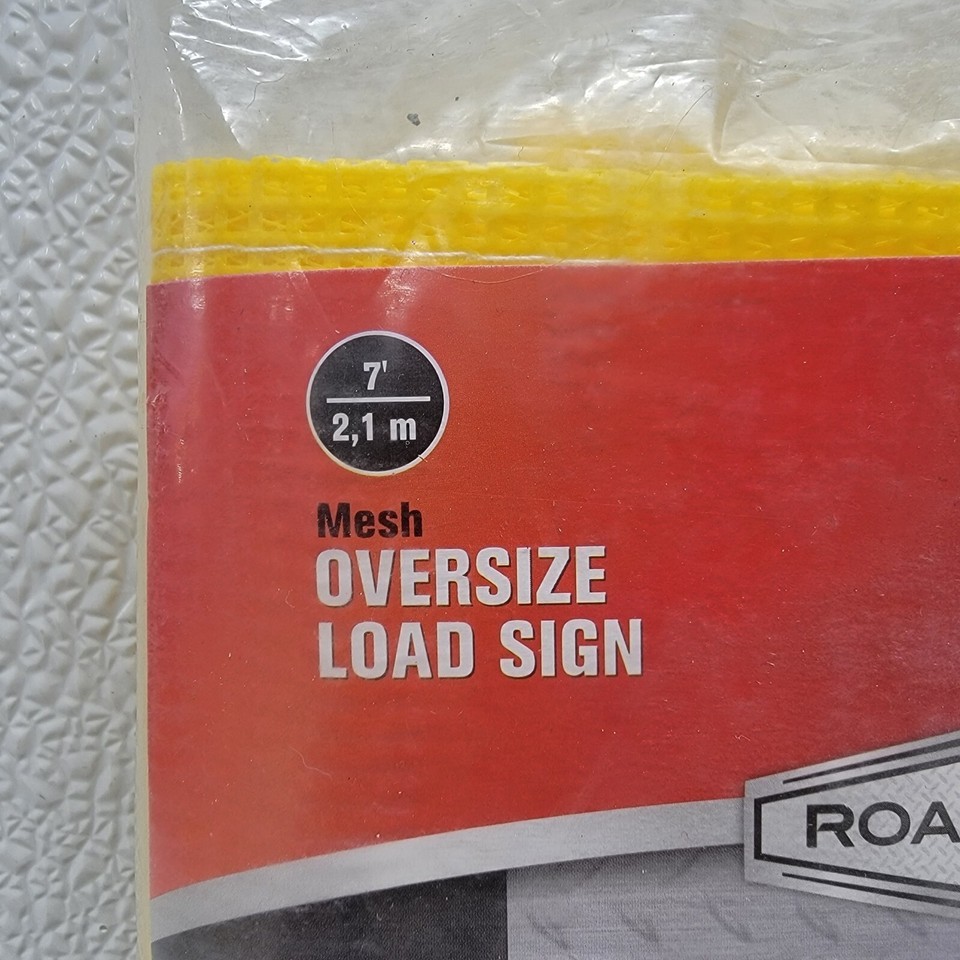 7'
2,1 m
Mesh
OVERSIZE
LOAD SIGN
ROA